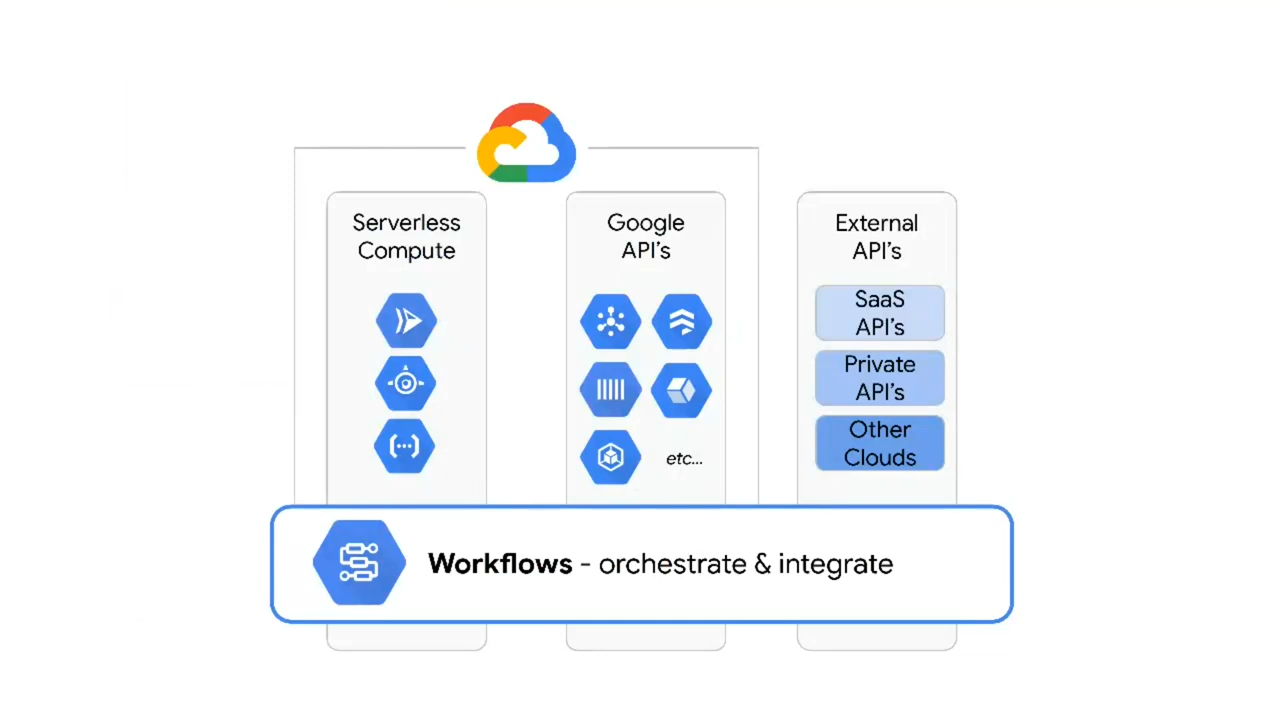 Serverless
Compute
Google
API's
External
API's
SaaS
API's
Private
API's
Other
Clouds
etc...
Workflows - orchestrate & integrate